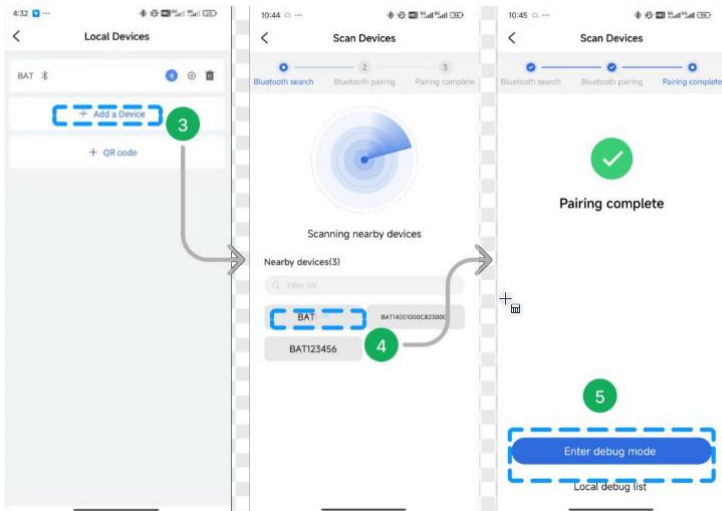 4:32
Local Devices
BAT
+ Add a Device
3
+ QR code
10:44
Scan Devices
1
2
3
Bluetooth search
Bluetooth pairing
Pairing complete
Scanning nearby devices
Nearby devices(3)
Filter SN
BAT
BAT123456
4
10:45
Scan Devices
Bluetooth search
Bluetooth pairing
Pairing complete
Pairing complete
5
Enter debug mode
Local debug list